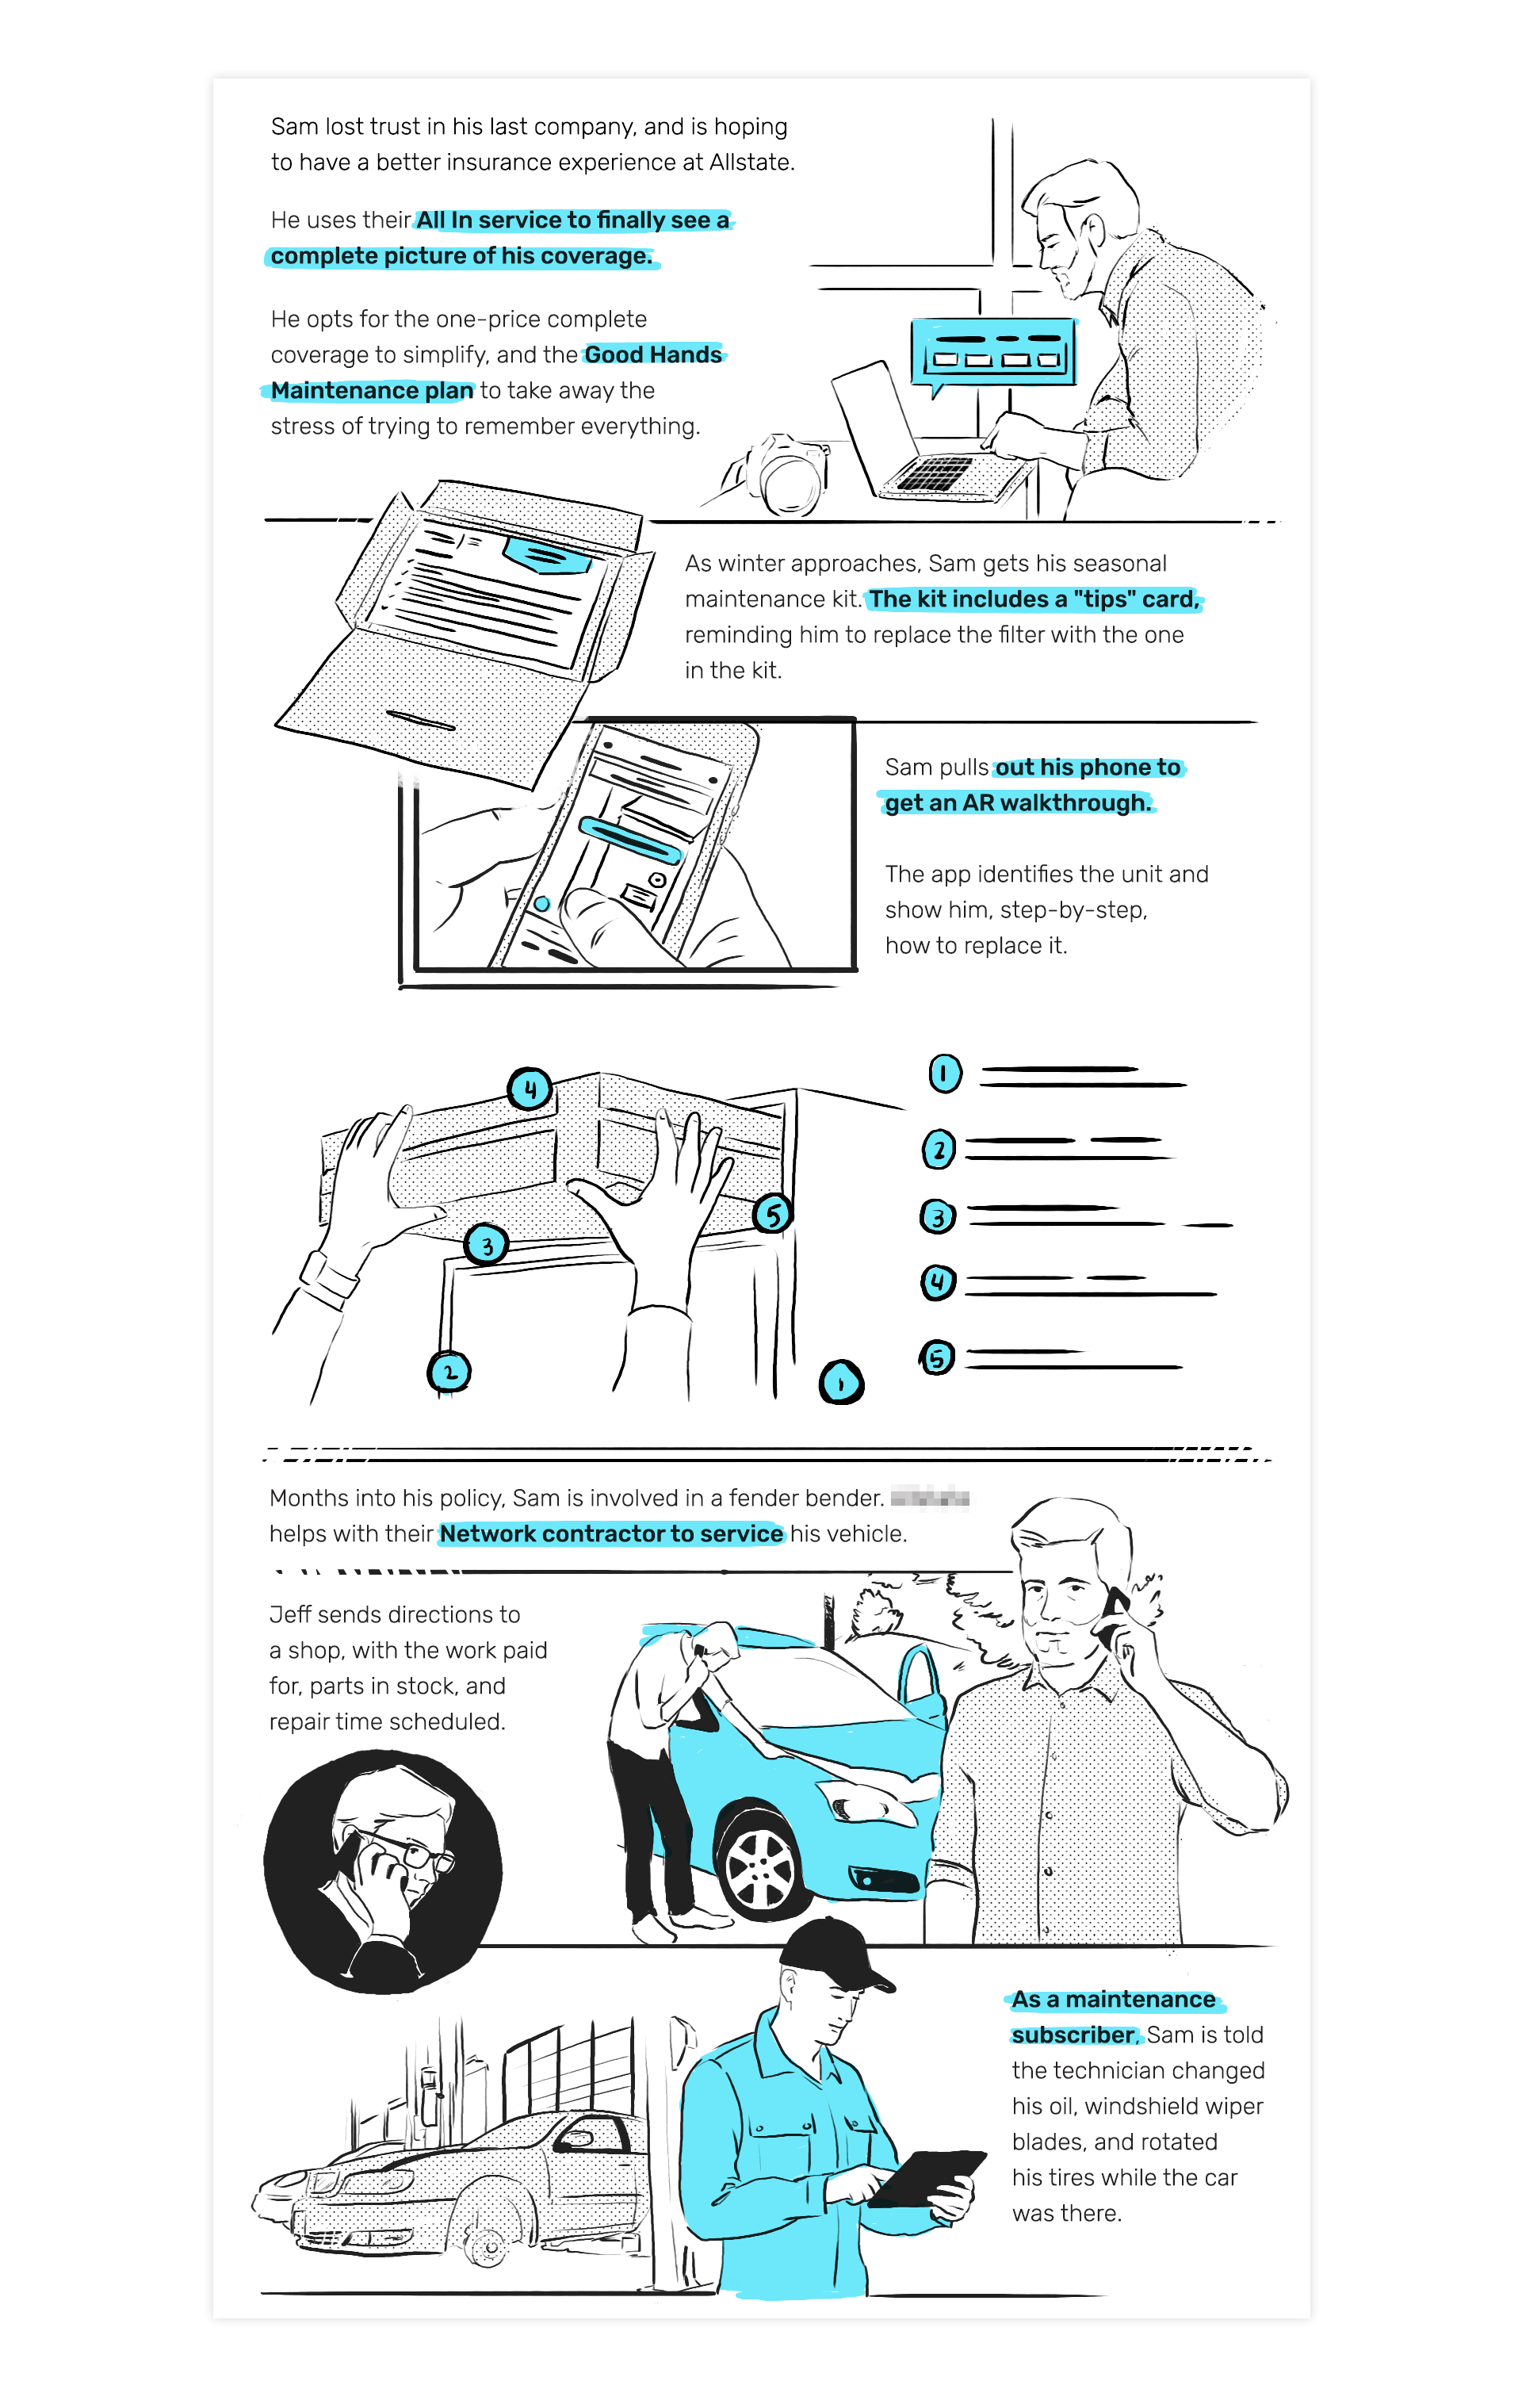 Sam lost trust in his last company, and is hoping
to have a better insurance experience at Allstate.
He uses their All In service to finally see a
complete picture of his coverage.
He opts for the one-price complete
coverage to simplify, and the Good Hands
Maintenance plan to take away the
stress of trying to remember everything.
As winter approaches, Sam gets his seasonal
maintenance kit. The kit includes a "tips" card,
reminding him to replace the filter with the one
in the kit.
Sam pulls out his phone to
get an AR walkthrough.
The app identifies the unit and
show him, step-by-step,
how to replace it.
4
3
5
2
1
1
2
3
4
5
Months into his policy, Sam is involved in a fender bender.
helps with their Network contractor to service his vehicle.
Jeff sends directions to
a shop, with the work paid
for, parts in stock, and
repair time scheduled.
As a maintenance
subscriber, Sam is told
the technician changed
his oil, windshield wiper
blades, and rotated
his tires while the car
was there.